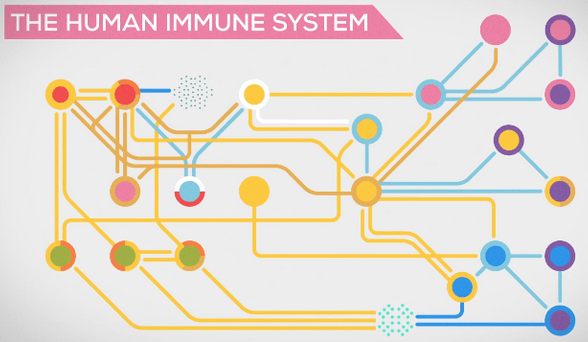 THE HUMAN IMMUNE SYSTEM